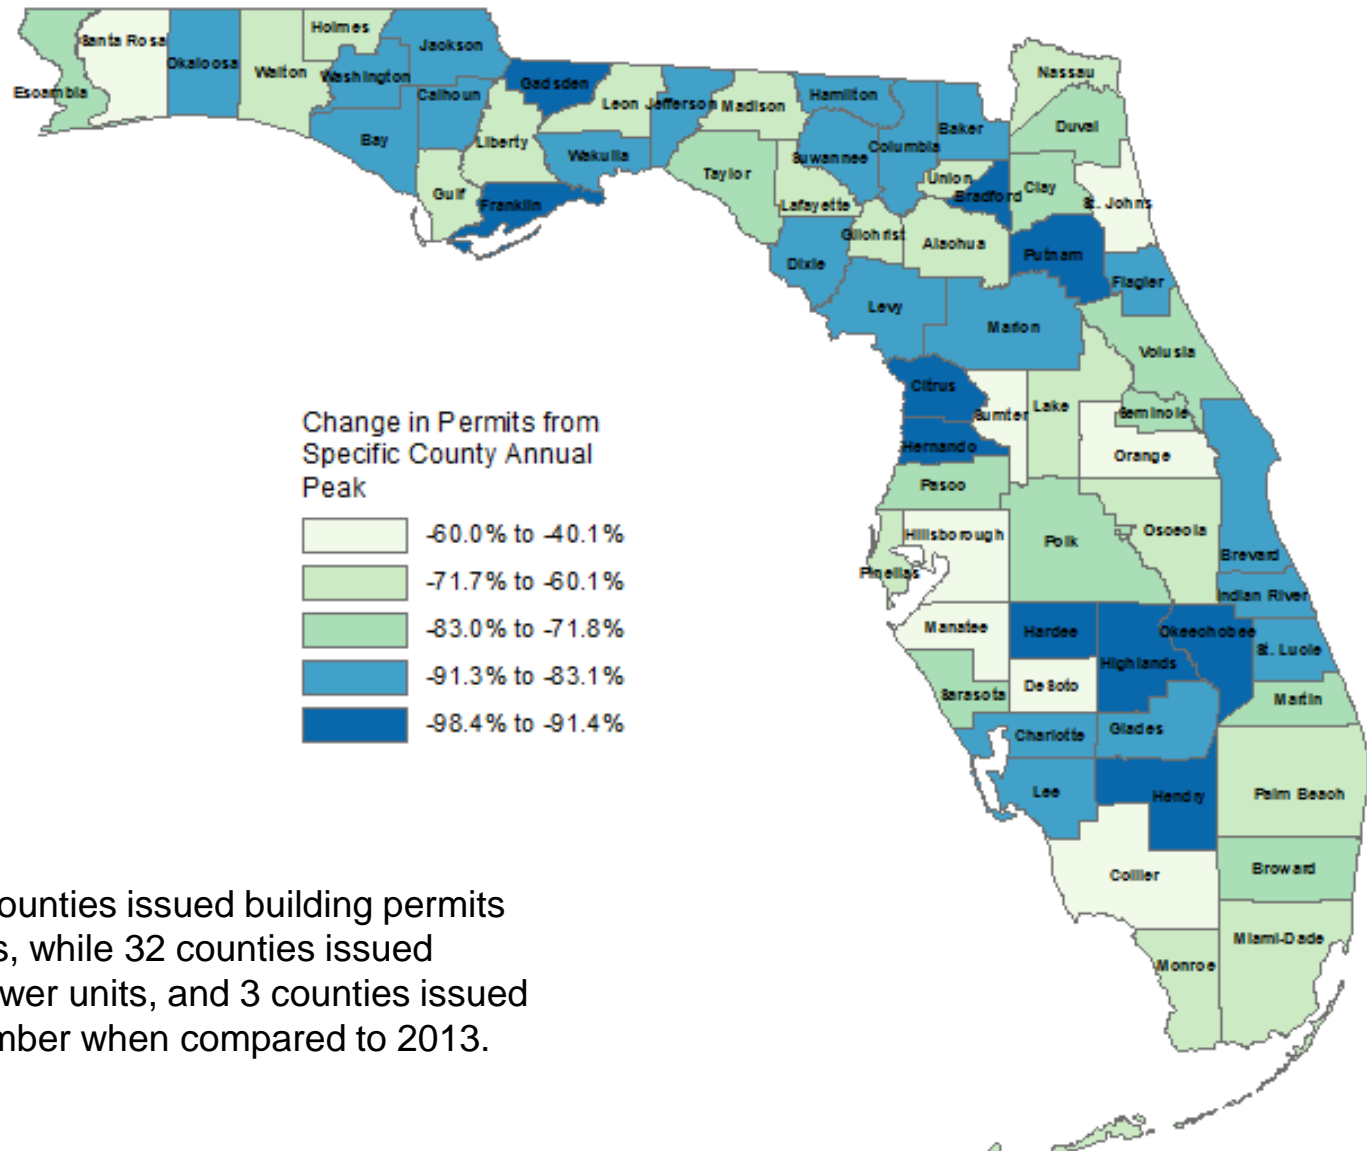 Holmes
Santa Rosa
Jackson
Okaloosa
Walton
Washington
Escambia
Calhoun
Gadsden
Leon
Jefferson
Madison
Hamilton
Nassau
Bay
Liberty
Wakulla
Suwannee
Columbia
Baker
Duval
Gulf
Franklin
Taylor
Lafayette
Union
Bradford
Clay
St. Johns
Gilchrist
Alachua
Putnam
Dixie
Flagler
Levy
Marion
Volusia
Citrus
Sumter
Lake
Seminole
Hernando
Orange
Pasco
Hillsborough
Polk
Osceola
Brevard
Pinellas
Indian River
Manatee
Hardee
Okeechobee
Highlands
St. Lucie
Sarasota
DeSoto
Martin
Charlotte
Glades
Lee
Hendry
Palm Beach
Collier
Broward
Miami-Dade
Monroe
Change in Permits from
Specific County Annual
Peak
-60.0% to -40.1%
-71.7% to -60.1%
-83.0% to -71.8%
-91.3% to -83.1%
-98.4% to -91.4%
ounties issued building permits
s, while 32 counties issued
wer units, and 3 counties issued
mber when compared to 2013.